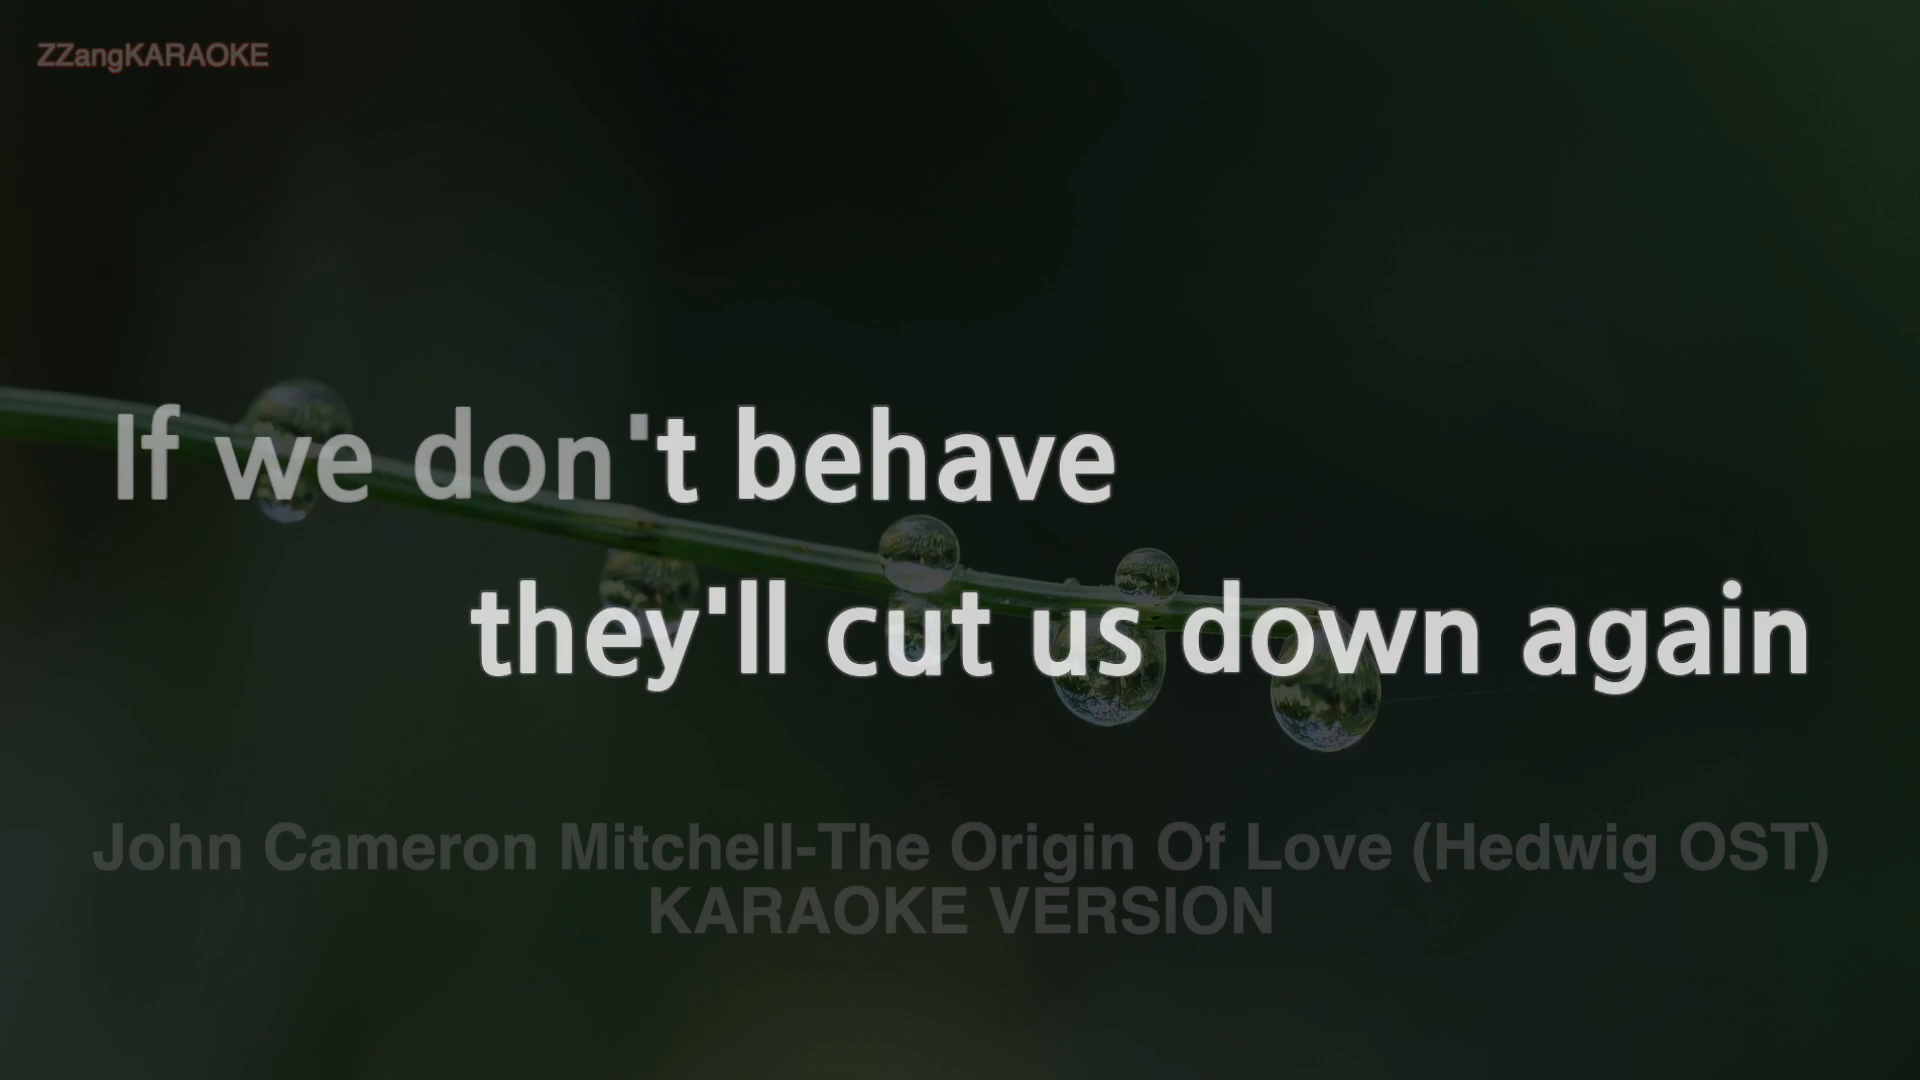 ZZangKARAOKE
If we don't behave
they'll cut us down again
John Cameron Mitchell-The Origin Of Love (Hedwig OST)
KARAOKE VERSION